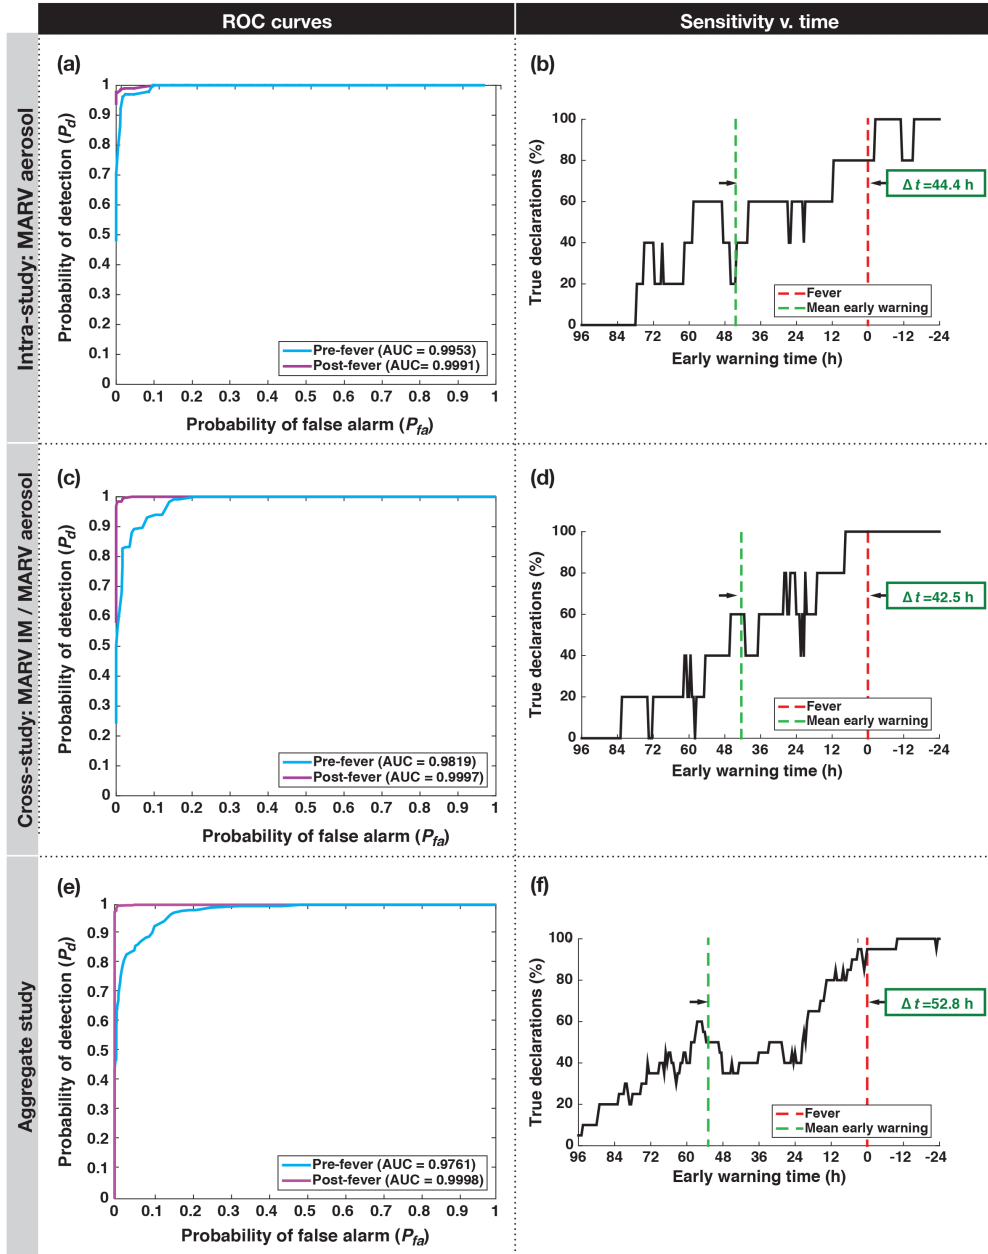 ROC curves
Sensitivity v. time
Intra-study: MARV aerosol
(a)
1
0.9
0.8
0.7
0.6
0.5
0.4
0.3
0.2
0.1
0
Probability of detection (Pd)
Pre-fever (AUC = 0.9953)
Post-fever (AUC= 0.9991)
0 0.1 0.2 0.3 0.4 0.5 0.6 0.7 0.8 0.9 1
Probability of false alarm (Pfa)
(b)
100
80
60
40
20
0
True declarations (%)
Δ t=44.4 h
Fever
Mean early warning
96 84 72 60 48 36 24 12 0 -12 -24
Early warning time (h)
Cross-study: MARV IM / MARV aerosol
(c)
1
0.9
0.8
0.7
0.6
0.5
0.4
0.3
0.2
0.1
0
Probability of detection (Pd)
Pre-fever (AUC = 0.9819)
Post-fever (AUC = 0.9997)
0 0.1 0.2 0.3 0.4 0.5 0.6 0.7 0.8 0.9 1
Probability of false alarm (Pfa)
(d)
100
80
60
40
20
0
True declarations (%)
Δ t=42.5 h
Fever
Mean early warning
96 84 72 60 48 36 24 12 0 -12 -24
Early warning time (h)
Aggregate study
(e)
1
0.9
0.8
0.7
0.6
0.5
0.4
0.3
0.2
0.1
0
Probability of detection (Pd)
Pre-fever (AUC = 0.9761)
Post-fever (AUC = 0.9998)
0 0.1 0.2 0.3 0.4 0.5 0.6 0.7 0.8 0.9 1
Probability of false alarm (Pfa)
(f)
100
80
60
40
20
0
True declarations (%)
Δ t=52.8 h
Fever
Mean early warning
96 84 72 60 48 36 24 12 0 -12 -24
Early warning time (h)